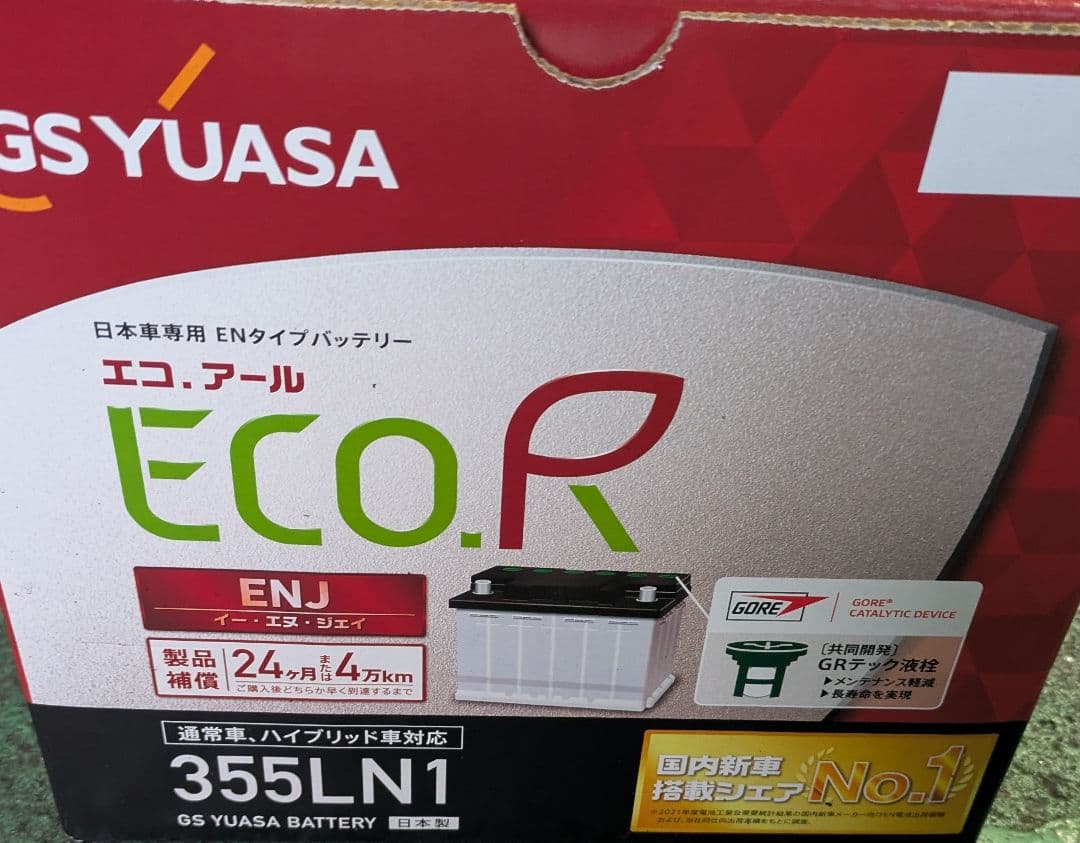 GS YUASA
日本車専用 ENタイプバッテリー
エコ.アール
ECO.R
ENJ
イー・エヌ・ジェイ
製品
補償
24ヶ月または4万km
ご購入後どちらか早く到達するまで
GORE
GORE®
CATALYTIC DEVICE
〔共同開発〕
GRテック液栓
▶メンテナンス軽減
▶長寿命を実現
通常車、ハイブリッド車対応
355LN1
GS YUASA BATTERY 日本製
国内新車
搭載シェア No.1